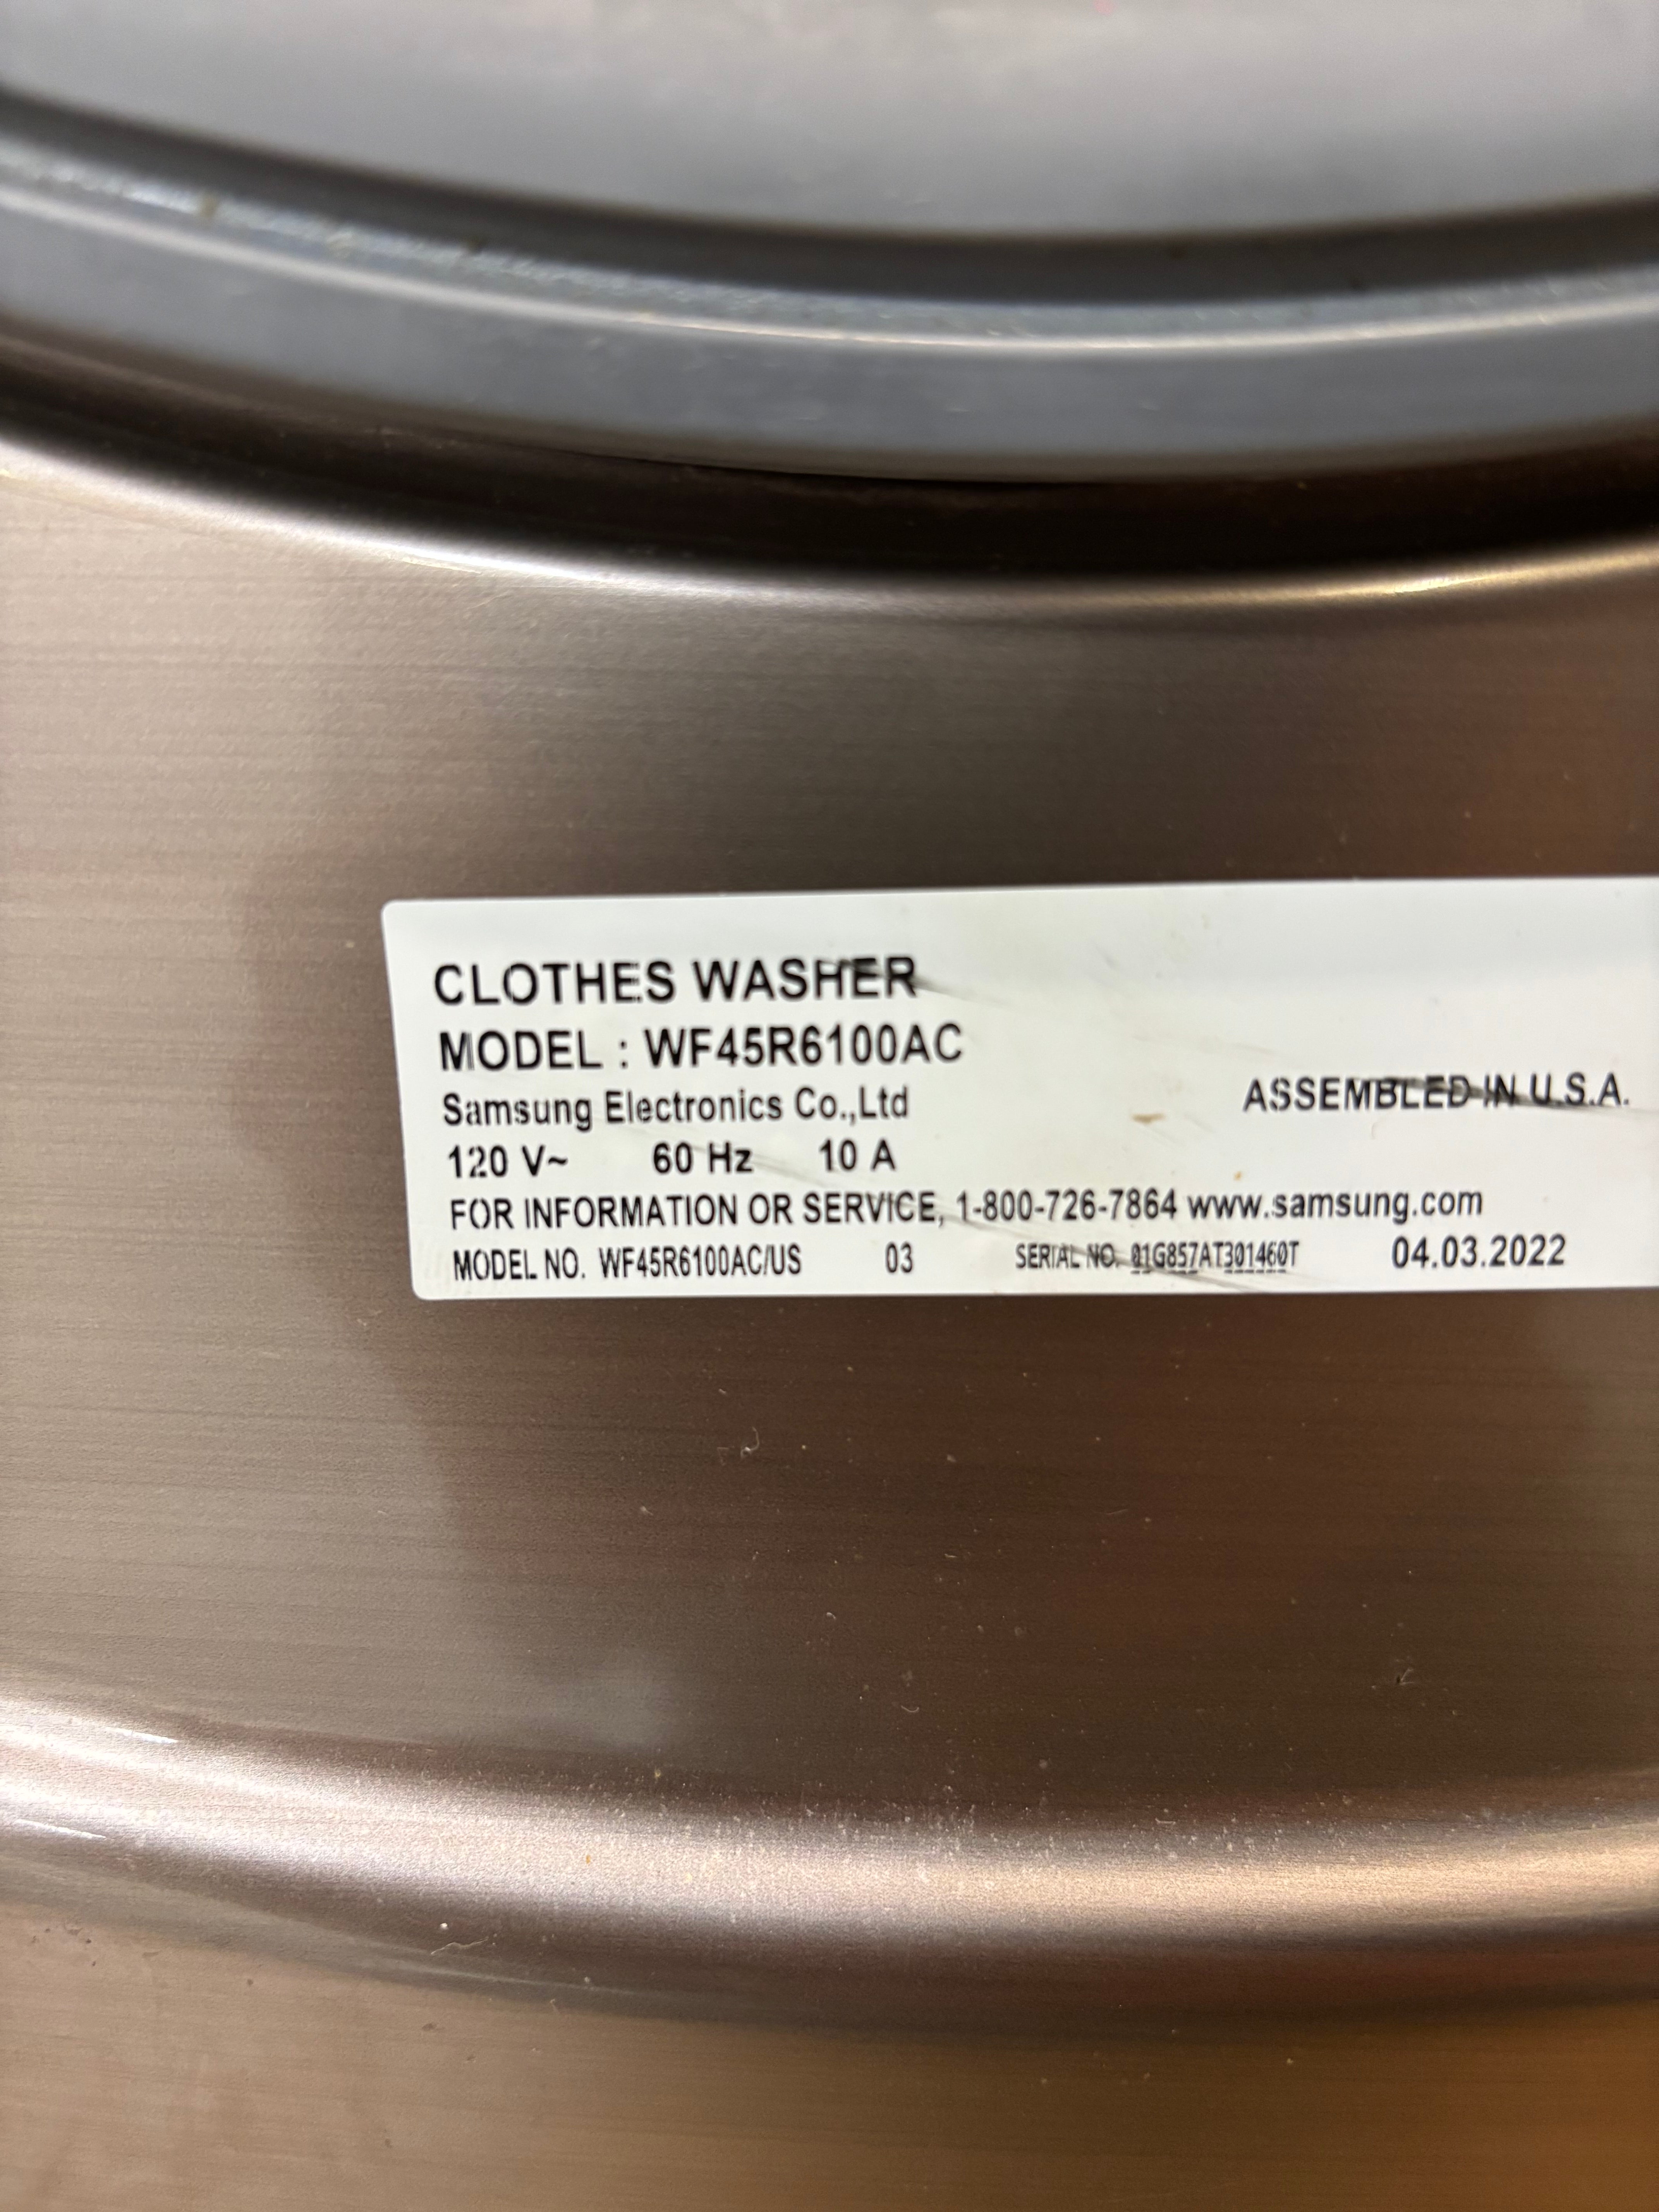 CLOTHES WASHER
MODEL : WF45R6100AC
Samsung Electronics Co.,Ltd
ASSEMBLED IN U.S.A.
120 V~ 60 Hz 10 A
FOR INFORMATION OR SERVICE, 1-800-726-7864 www.samsung.com
MODEL NO. WF45R6100AC/US 03 SERIAL NO. 01G857AT301460T 04.03.2022